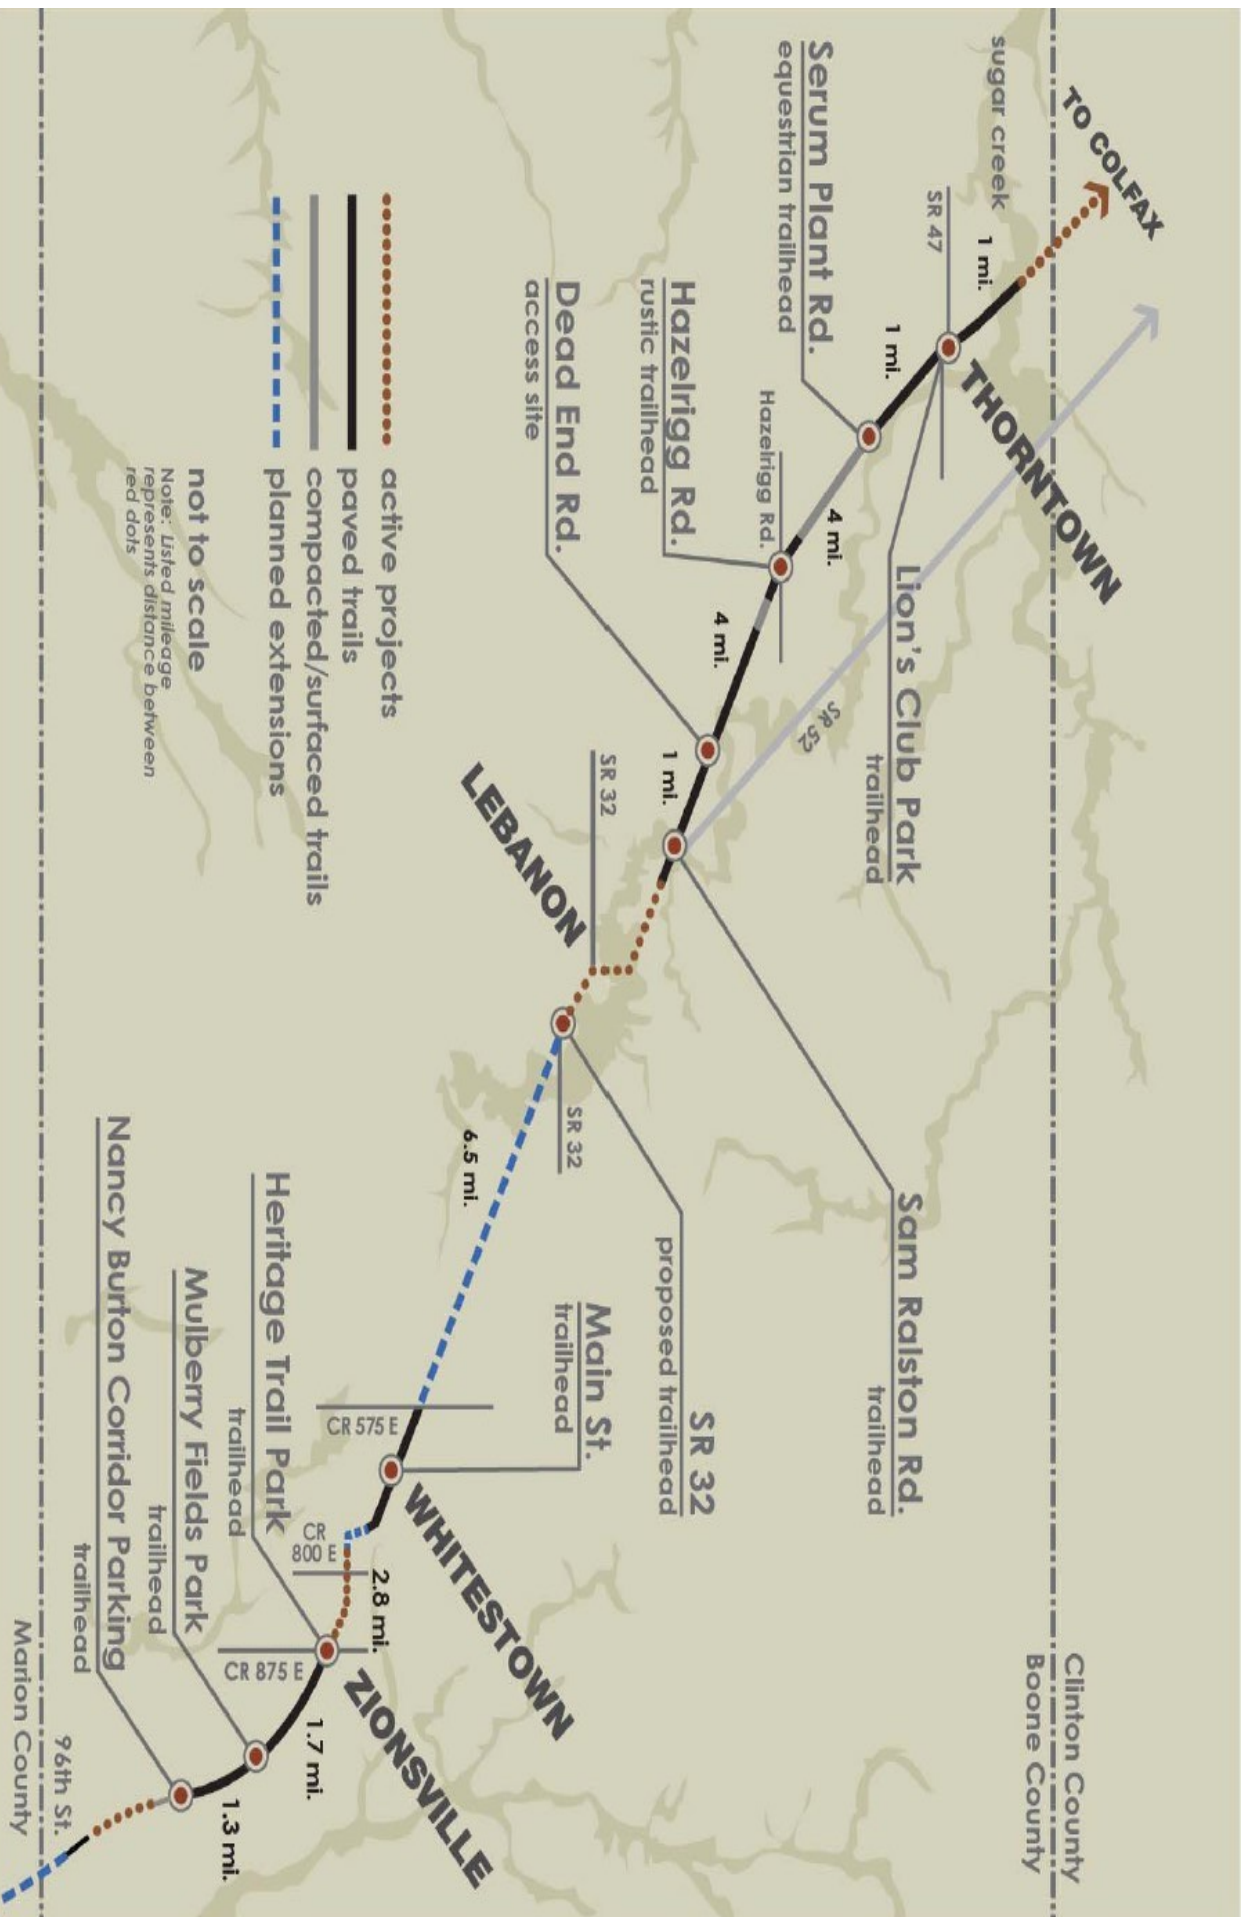 TO COLFAX
sugar creek
SR 47
1 mi.
THORNTOWN
Clinton County
Boone County
Serum Plant Rd.
equestrian trailhead
1 mi.
Lion's Club Park
trailhead
Sam Ralston Rd.
trailhead
Hazelrigg Rd.
rustic trailhead
Hazelrigg Rd.
4 mi.
SR 52
4 mi.
Dead End Rd.
access site
1 mi.
SR 32
proposed trailhead
SR 32
LEBANON
SR 32
6.5 mi.
Main St.
trailhead
WHITESTOWN
CR 575 E
CR
800 E
2.8 mi.
ZIONSVILLE
CR 875 E
1.7 mi.
1.3 mi.
Heritage Trail Park
trailhead
Mulberry Fields Park
trailhead
Nancy Burton Corridor Parking
trailhead
96th St.
Marion County
active projects
paved trails
compacted/surfaced trails
planned extensions
not to scale
Note: Listed mileage
represents distance between
red dots